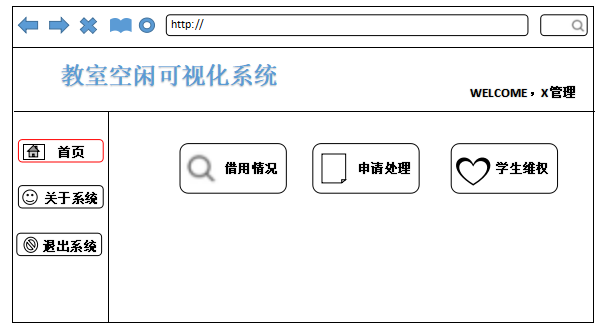 http://
教室空闲可视化系统
WELCOME，X管理
首页
借用情况
申请处理
学生维权
关于系统
退出系统